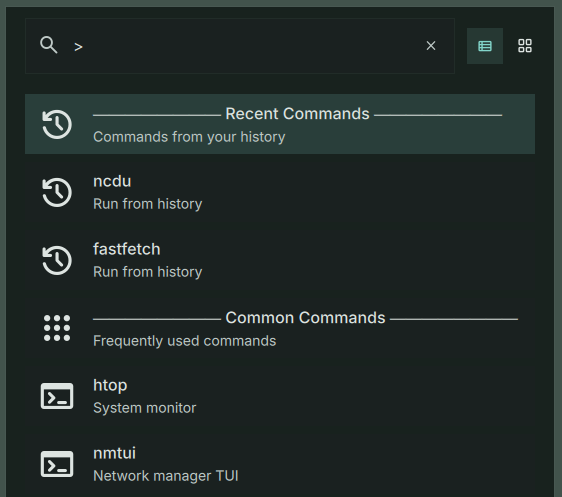 >
Recent Commands
Commands from your history
ncdu
Run from history
fastfetch
Run from history
Common Commands
Frequently used commands
htop
System monitor
nmtui
Network manager TUI